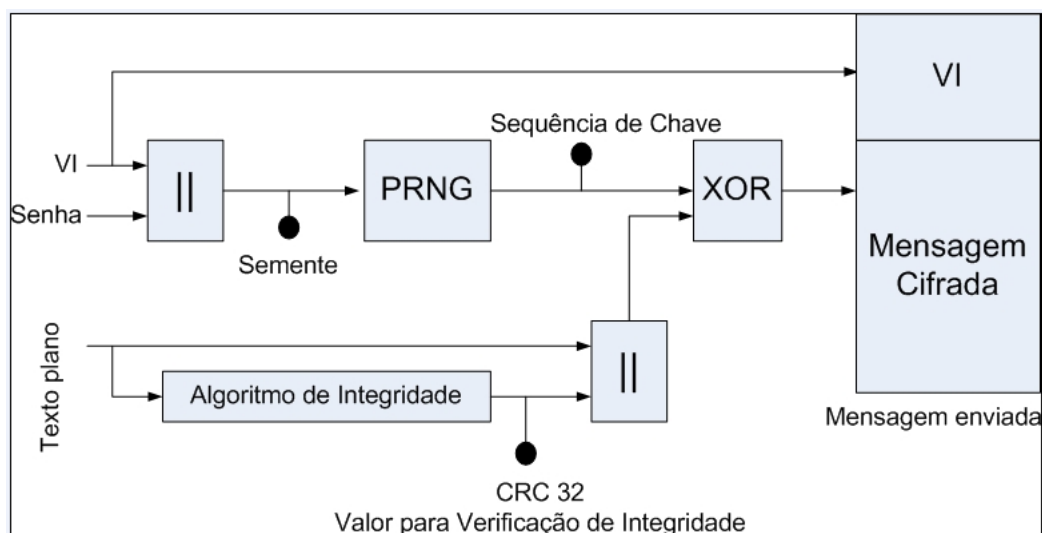 VI
Sequência de Chave
VI
||
PRNG
XOR
Senha
Semente
Mensagem
Cifrada
Texto plano
||
Algoritmo de Integridade
Mensagem enviada
CRC 32
Valor para Verificação de Integridade